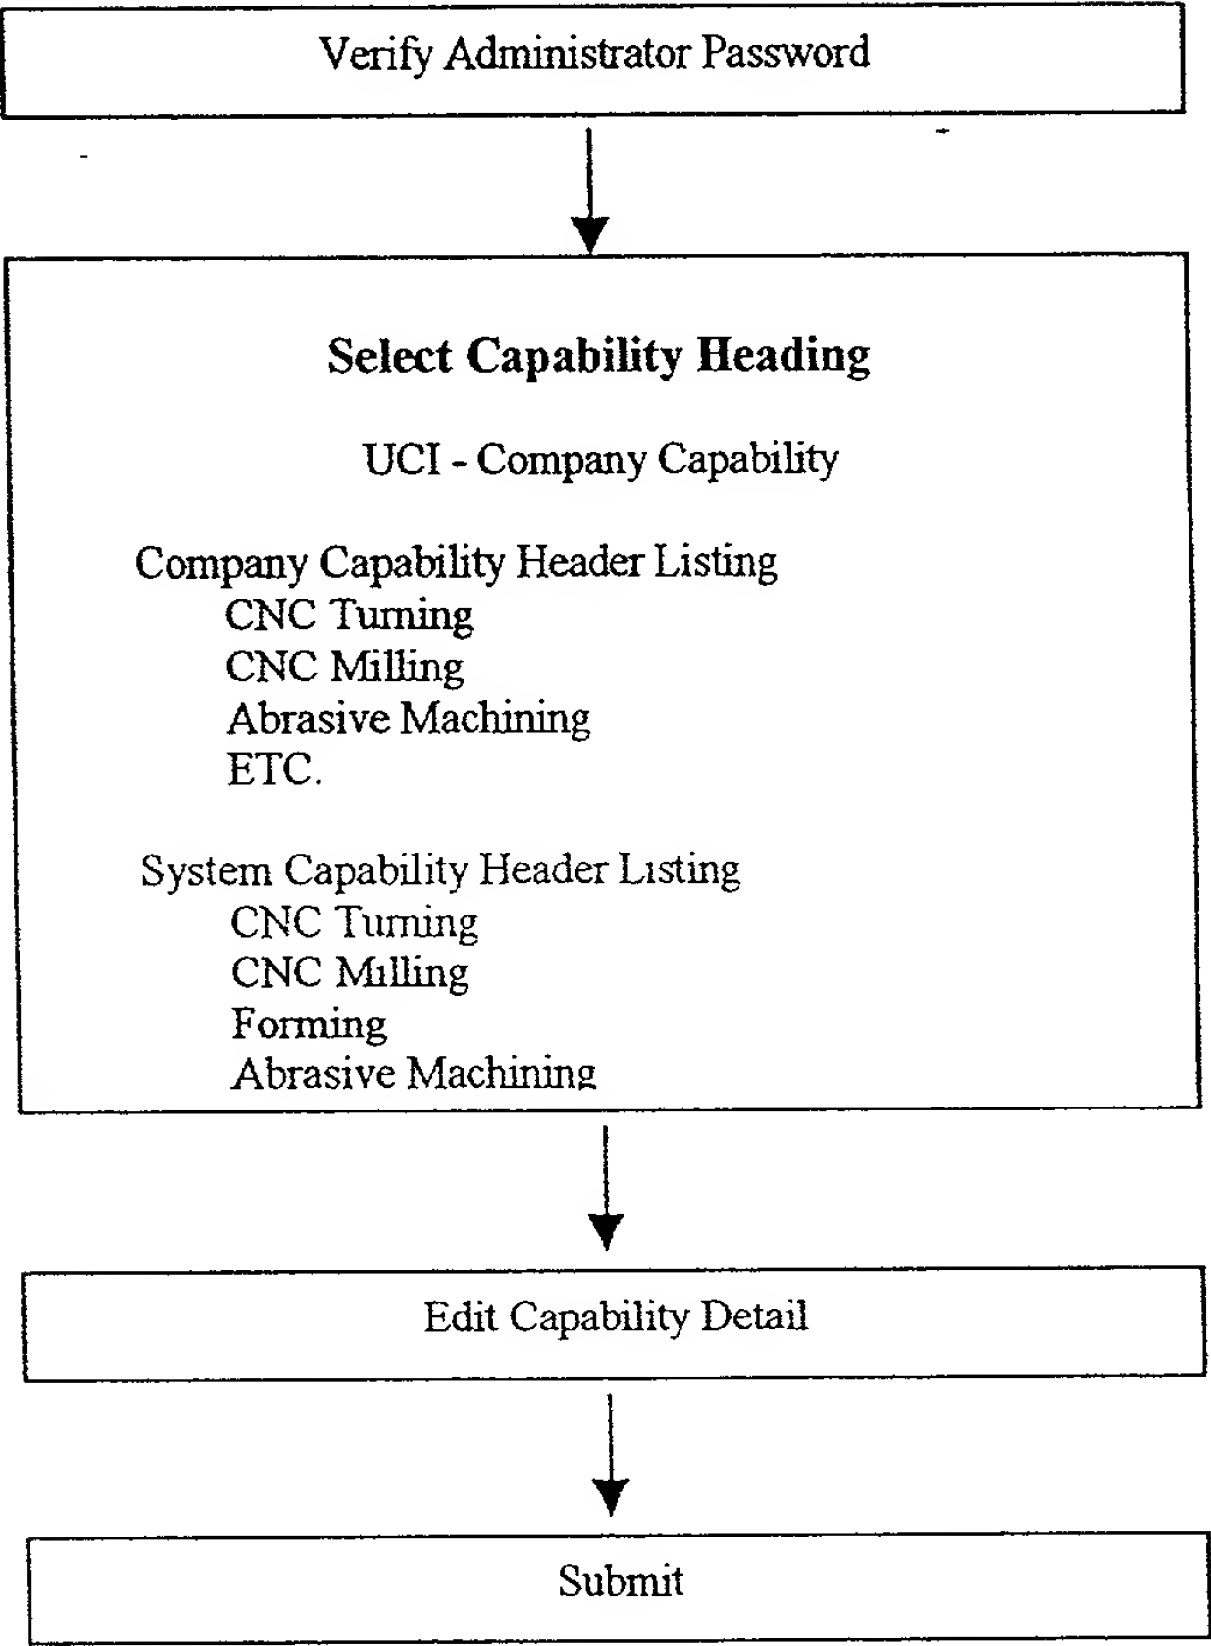 Verify Administrator Password
Select Capability Heading
UCI - Company Capability
Company Capability Header Listing
CNC Turning
CNC Milling
Abrasive Machining
ETC.
System Capability Header Listing
CNC Turning
CNC Milling
Forming
Abrasive Machining
Edit Capability Detail
Submit